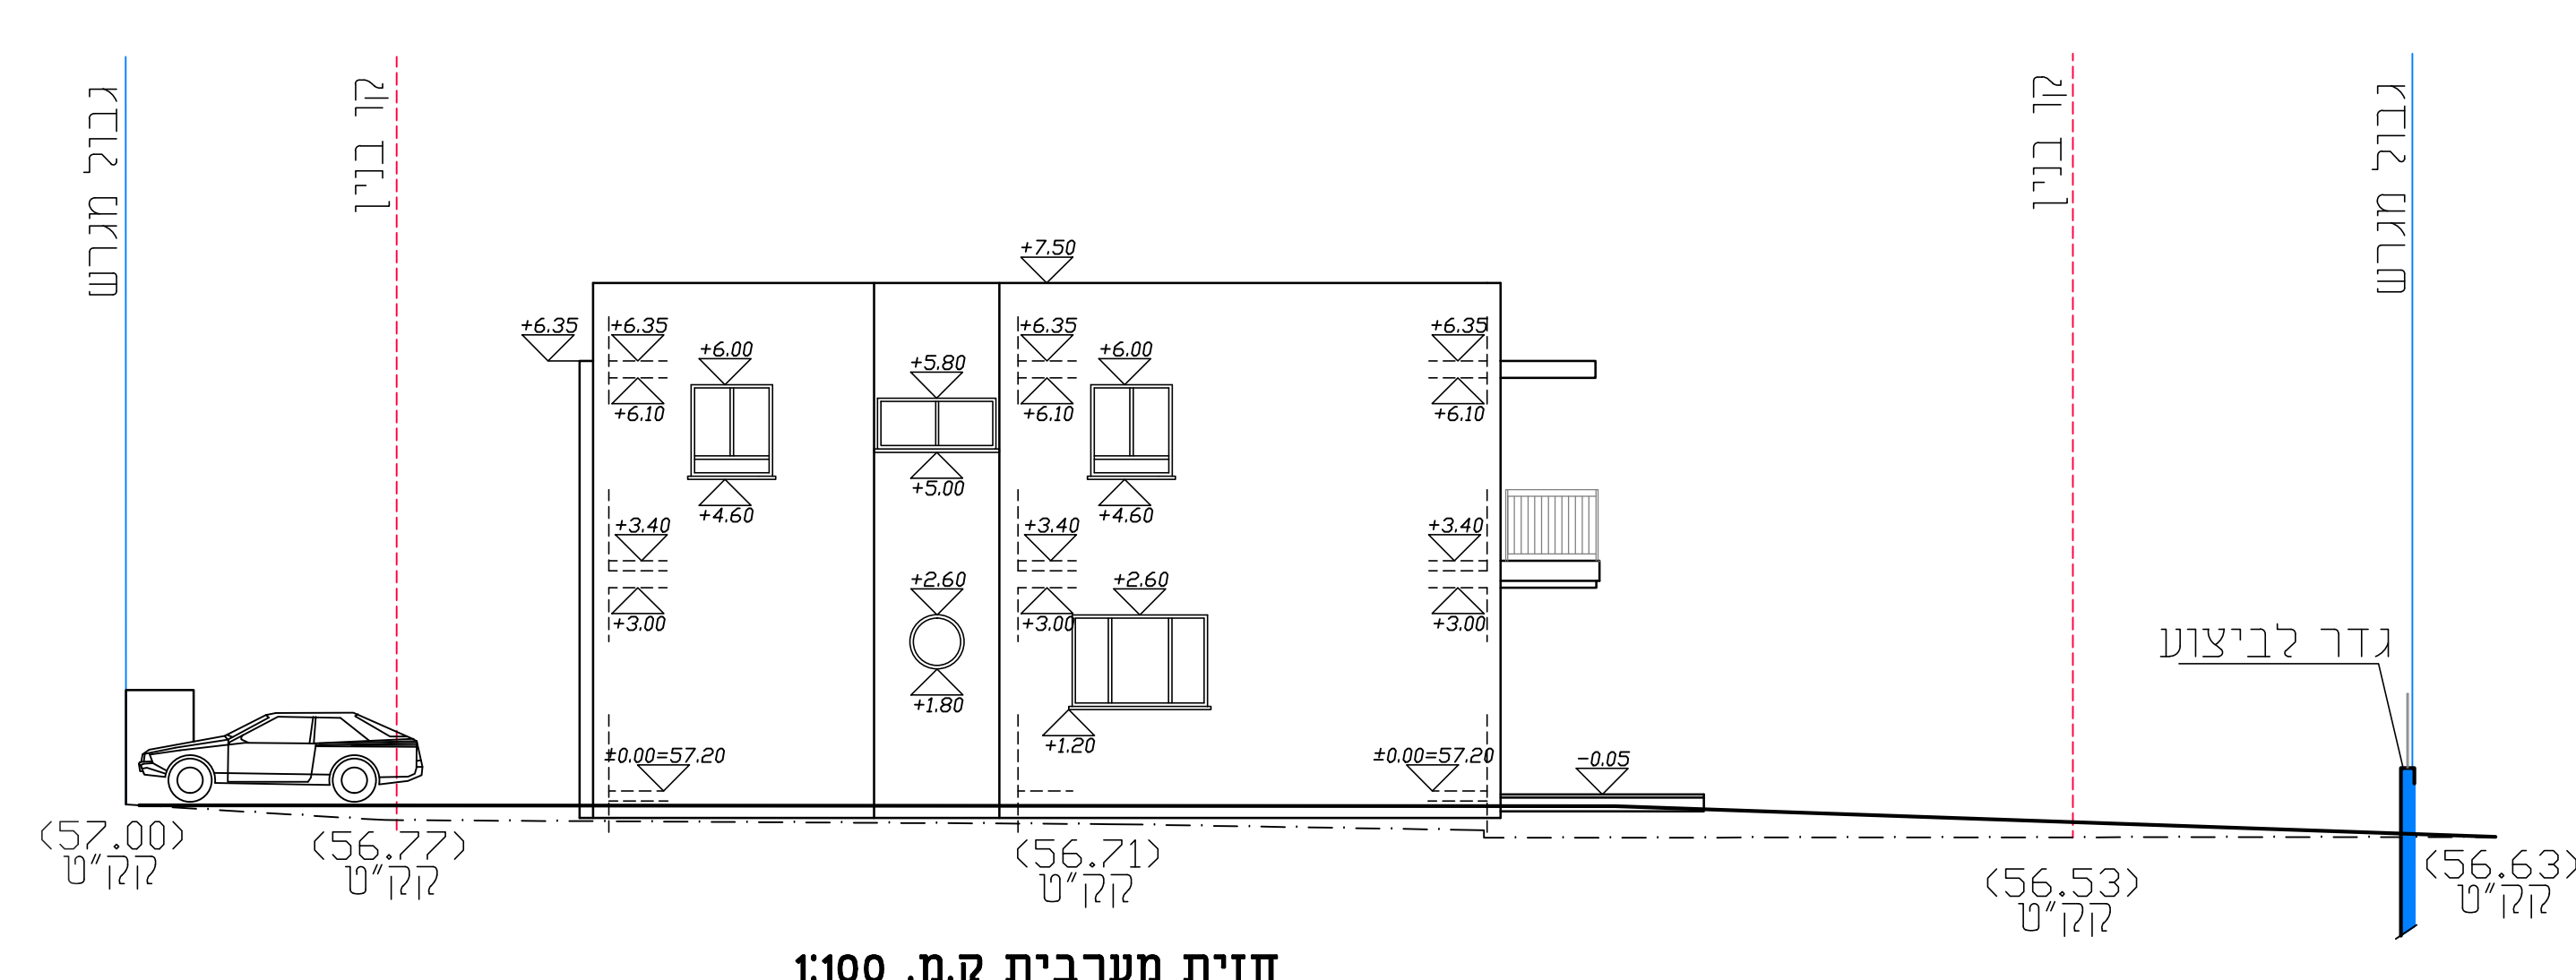 גבול מגרש
קו בנין
קו בנין
גבול מגרש
+7.50
+6.35
+6.35
+6.35
+6.35
+6.00
+5.80
+6.00
+6.10
+6.10
+6.10
+5.00
+4.60
+4.60
+3.40
+3.40
+3.40
+2.60
+2.60
+3.00
+3.00
+3.00
גדר לביצוע
+1.80
+1.20
±0.00=57.20
±0.00=57.20
-0.05
(57.00)
קק"ט
(56.77)
קק"ט
(56.71)
קק"ט
(56.53)
קק"ט
(56.63)
קק"ט
חזית מערבית ק.מ. 1:100